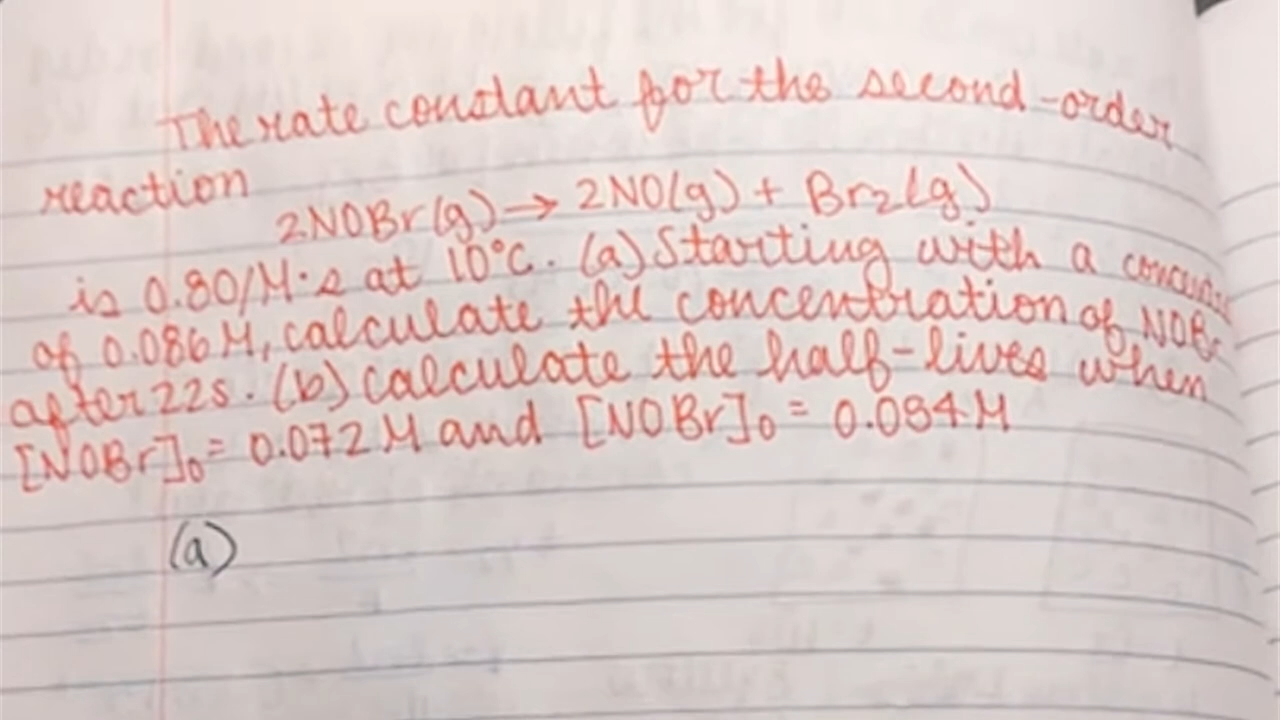 The rate constant for the second-order
reaction
2NOBr(g) → 2NO(g) + Br₂(g)
is 0.80/M·s at 10°C. (a) Starting with a
of 0.086 M, calculate the concentration of NOBr
after 22s. (b) calculate the half-lives when
[NOBr]₀ = 0.072 M and [NOBr]₀ = 0.054 M
(a)